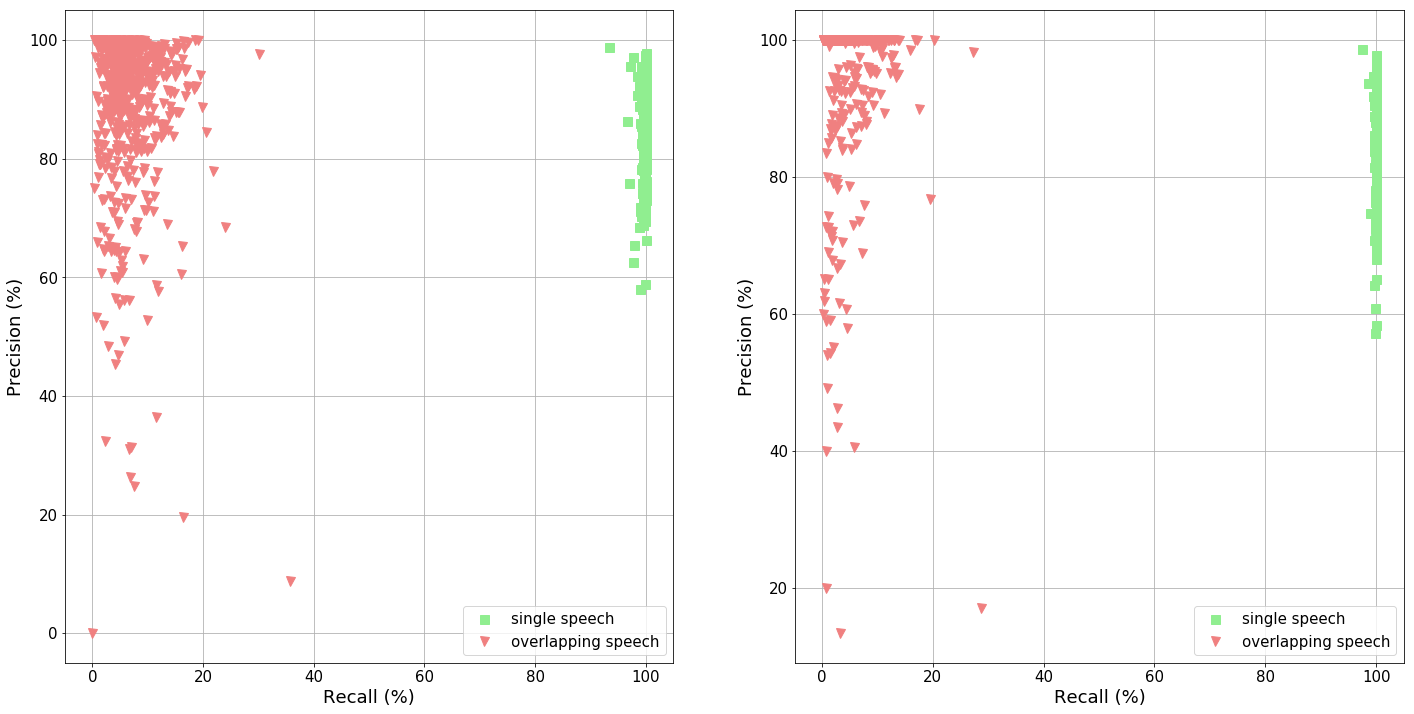 100
80
60
40
20
0
Precision (%)
0 20 40 60 80 100
Recall (%)
single speech
overlapping speech
100
80
60
40
20
Precision (%)
0 20 40 60 80 100
Recall (%)
single speech
overlapping speech